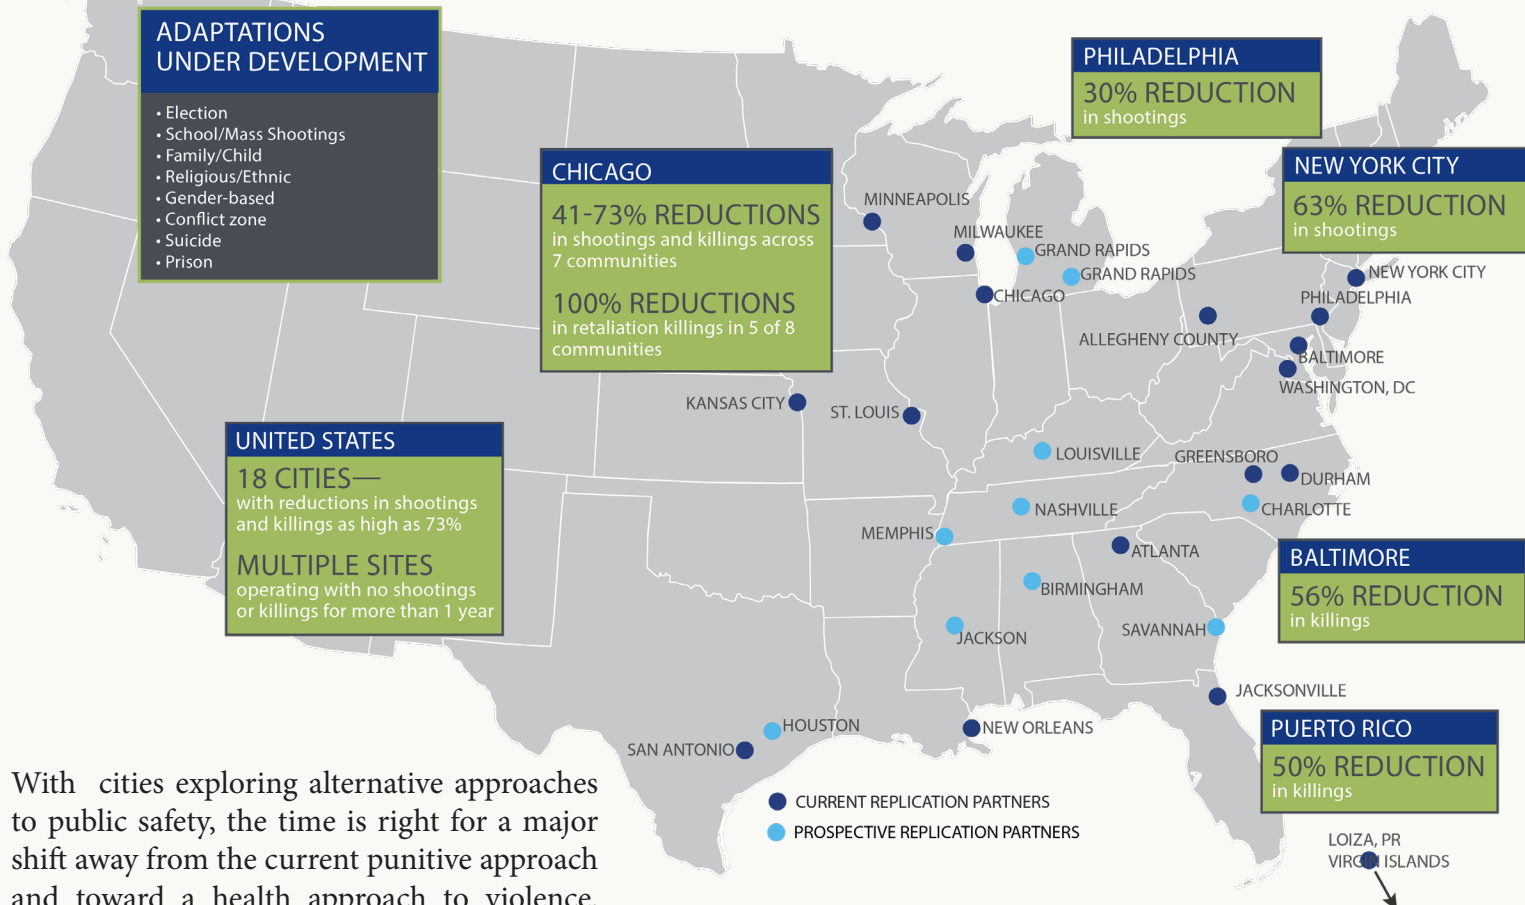 ADAPTATIONS
UNDER DEVELOPMENT
• Election
• School/Mass Shootings
• Family/Child
• Religious/Ethnic
• Gender-based
• Conflict zone
• Suicide
• Prison
PHILADELPHIA
30% REDUCTION
in shootings
CHICAGO
41-73% REDUCTIONS
in shootings and killings across
7 communities
100% REDUCTIONS
in retaliation killings in 5 of 8
communities
NEW YORK CITY
63% REDUCTION
in shootings
MINNEAPOLIS
MILWAUKEE
GRAND RAPIDS
GRAND RAPIDS
CHICAGO
NEW YORK CITY
PHILADELPHIA
ALLEGHENY COUNTY
BALTIMORE
WASHINGTON, DC
KANSAS CITY
ST. LOUIS
LOUISVILLE
GREENSBORO
DURHAM
CHARLOTTE
NASHVILLE
MEMPHIS
ATLANTA
BIRMINGHAM
JACKSON
SAVANNAH
JACKSONVILLE
NEW ORLEANS
HOUSTON
SAN ANTONIO
UNITED STATES
18 CITIES—
with reductions in shootings
and killings as high as 73%
MULTIPLE SITES
operating with no shootings
or killings for more than 1 year
BALTIMORE
56% REDUCTION
in killings
PUERTO RICO
50% REDUCTION
in killings
LOIZA, PR
VIRGIN ISLANDS
CURRENT REPLICATION PARTNERS
PROSPECTIVE REPLICATION PARTNERS
With cities exploring alternative approaches
to public safety, the time is right for a major
shift away from the current punitive approach
and toward a health approach to violence.